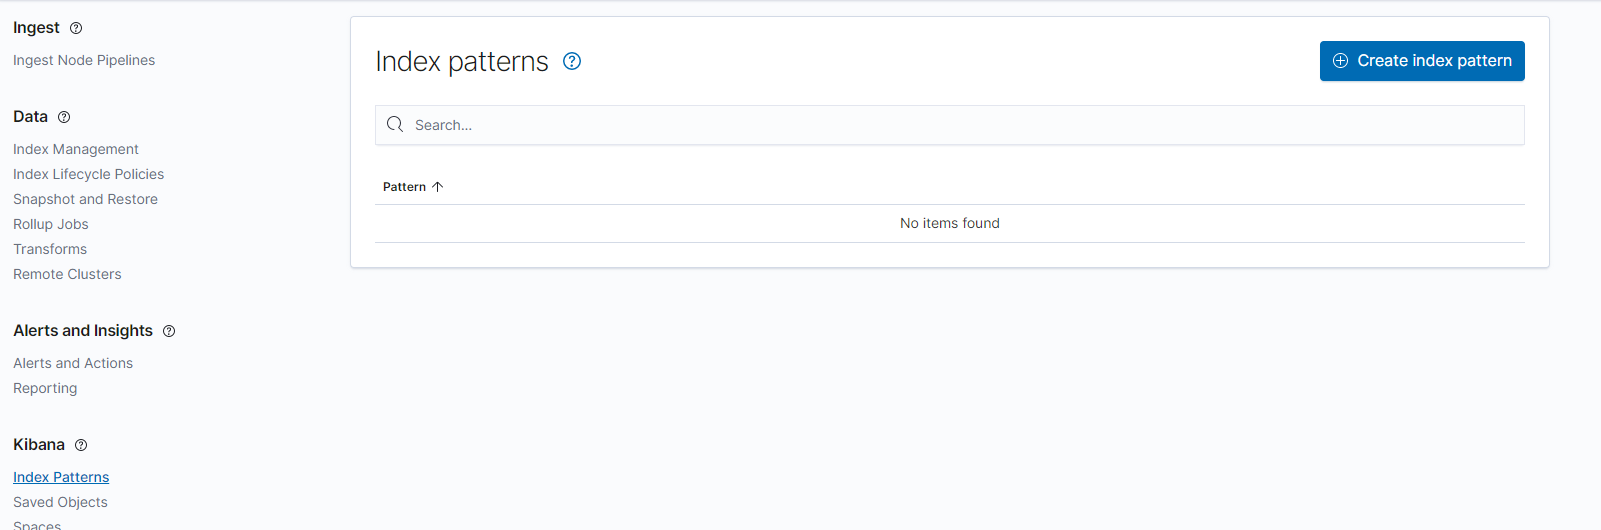 Ingest
Ingest Node Pipelines
Data
Index Management
Index Lifecycle Policies
Snapshot and Restore
Rollup Jobs
Transforms
Remote Clusters
Alerts and Insights
Alerts and Actions
Reporting
Kibana
Index Patterns
Saved Objects
Spaces
Index patterns
Create index pattern
Search...
Pattern
No items found